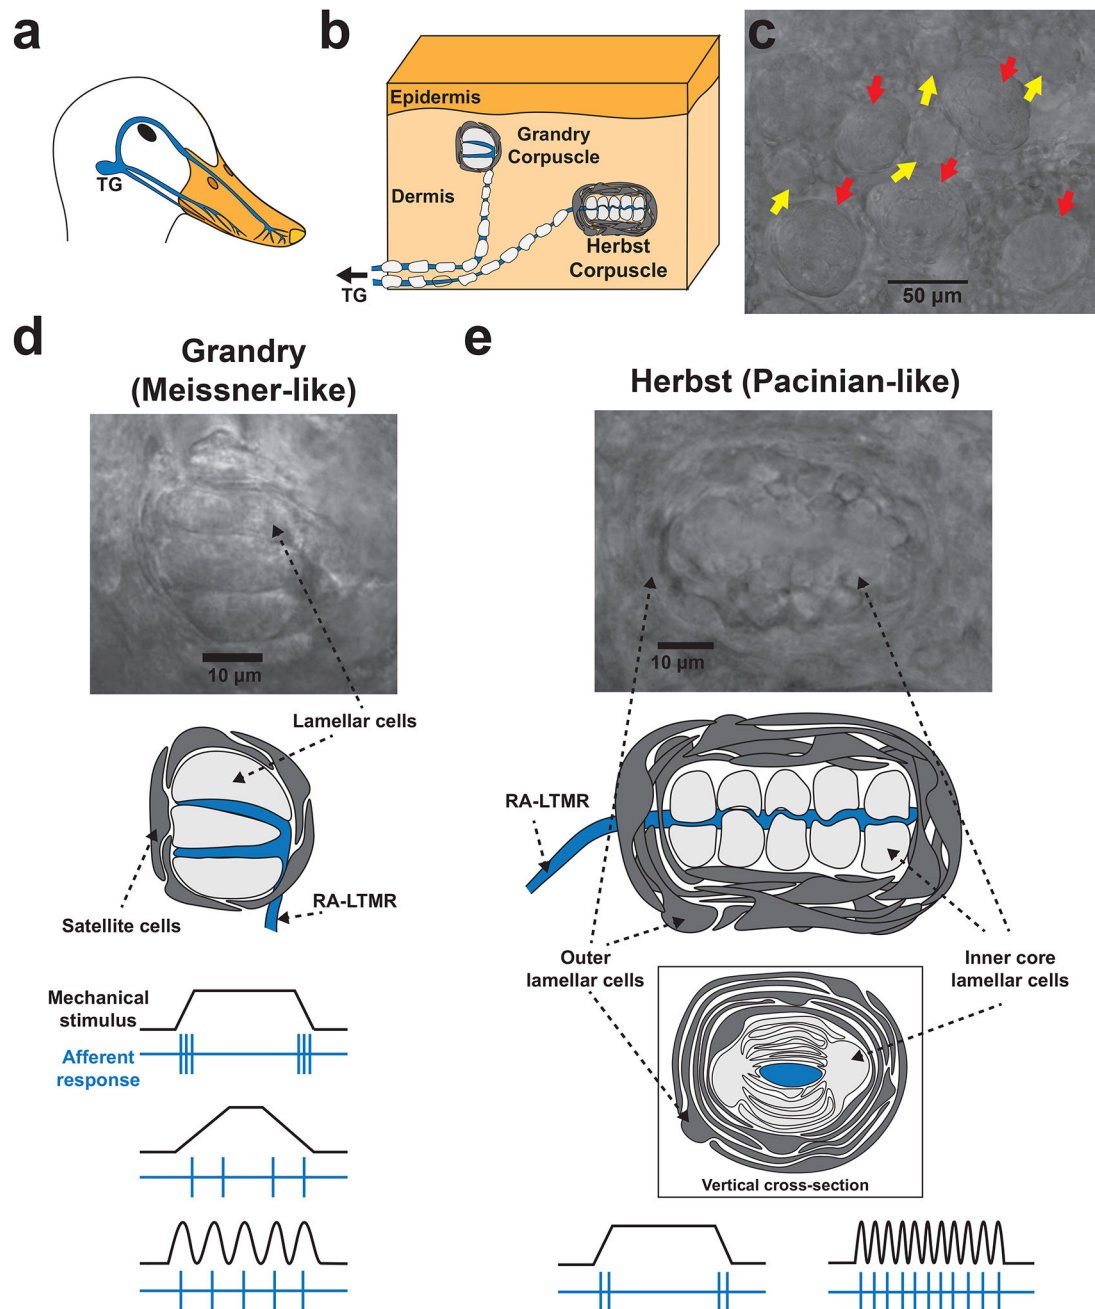 a
TG
b
Epidermis
Grandry
Corpuscle
Dermis
Herbst
Corpuscle
TG
c
50 µm
d
Grandry
(Meissner-like)
10 µm
Lamellar cells
Satellite cells
RA-LTMR
Mechanical
stimulus
Afferent
response
e
Herbst (Pacinian-like)
10 µm
RA-LTMR
Outer
lamellar cells
Inner core
lamellar cells
Vertical cross-section